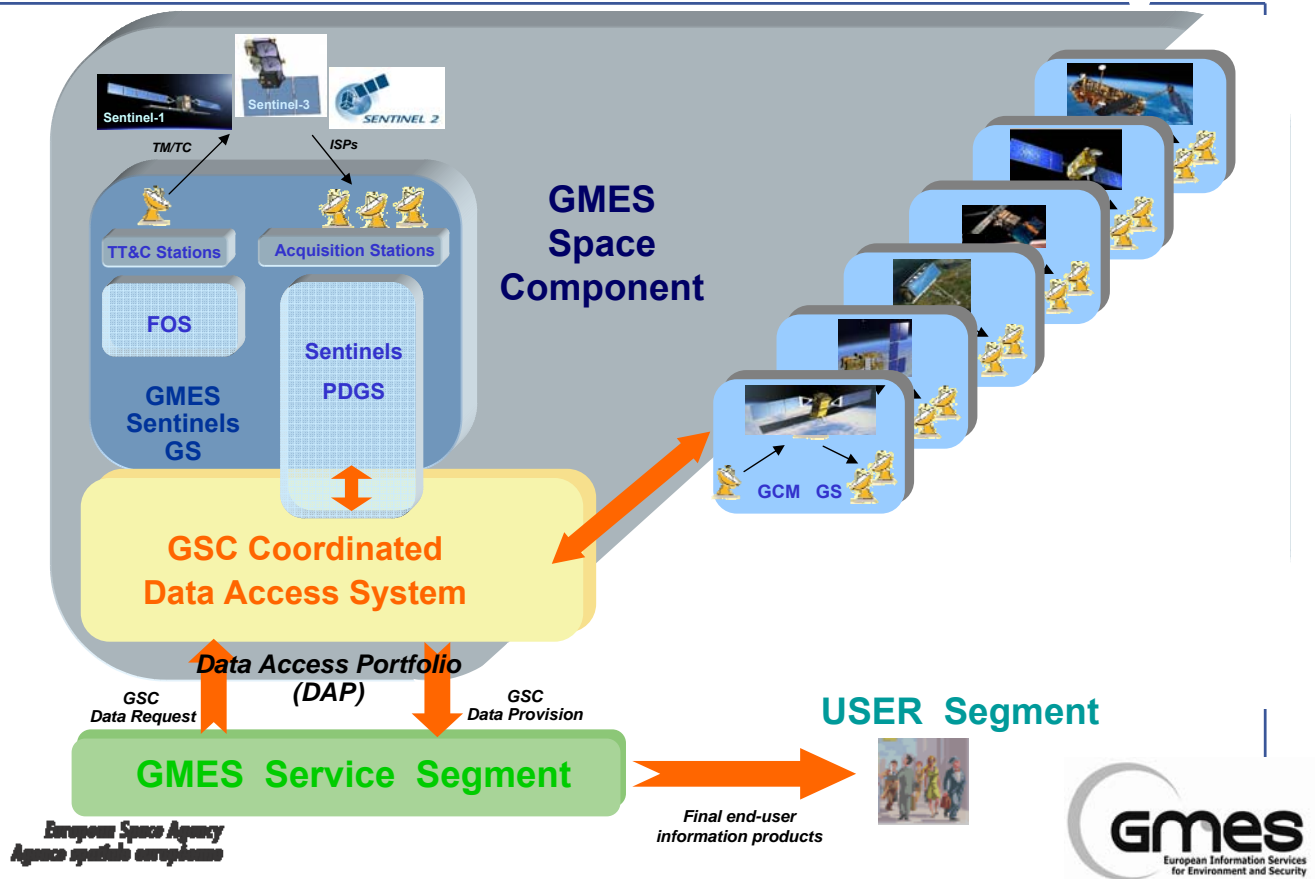 Sentinel-1
Sentinel-3
SENTINEL 2
TM/TC
ISPs
TT&C Stations
Acquisition Stations
FOS
Sentinels
PDGS
GMES
Sentinels
GS
GMES
Space
Component
GCM GS
GSC Coordinated
Data Access System
Data Access Portfolio
(DAP)
GSC
Data Request
GSC
Data Provision
GMES Service Segment
USER Segment
Final end-user
information products
European Space Agency
Agence spatiale européenne
GMES
European Information Services
for Environment and Security